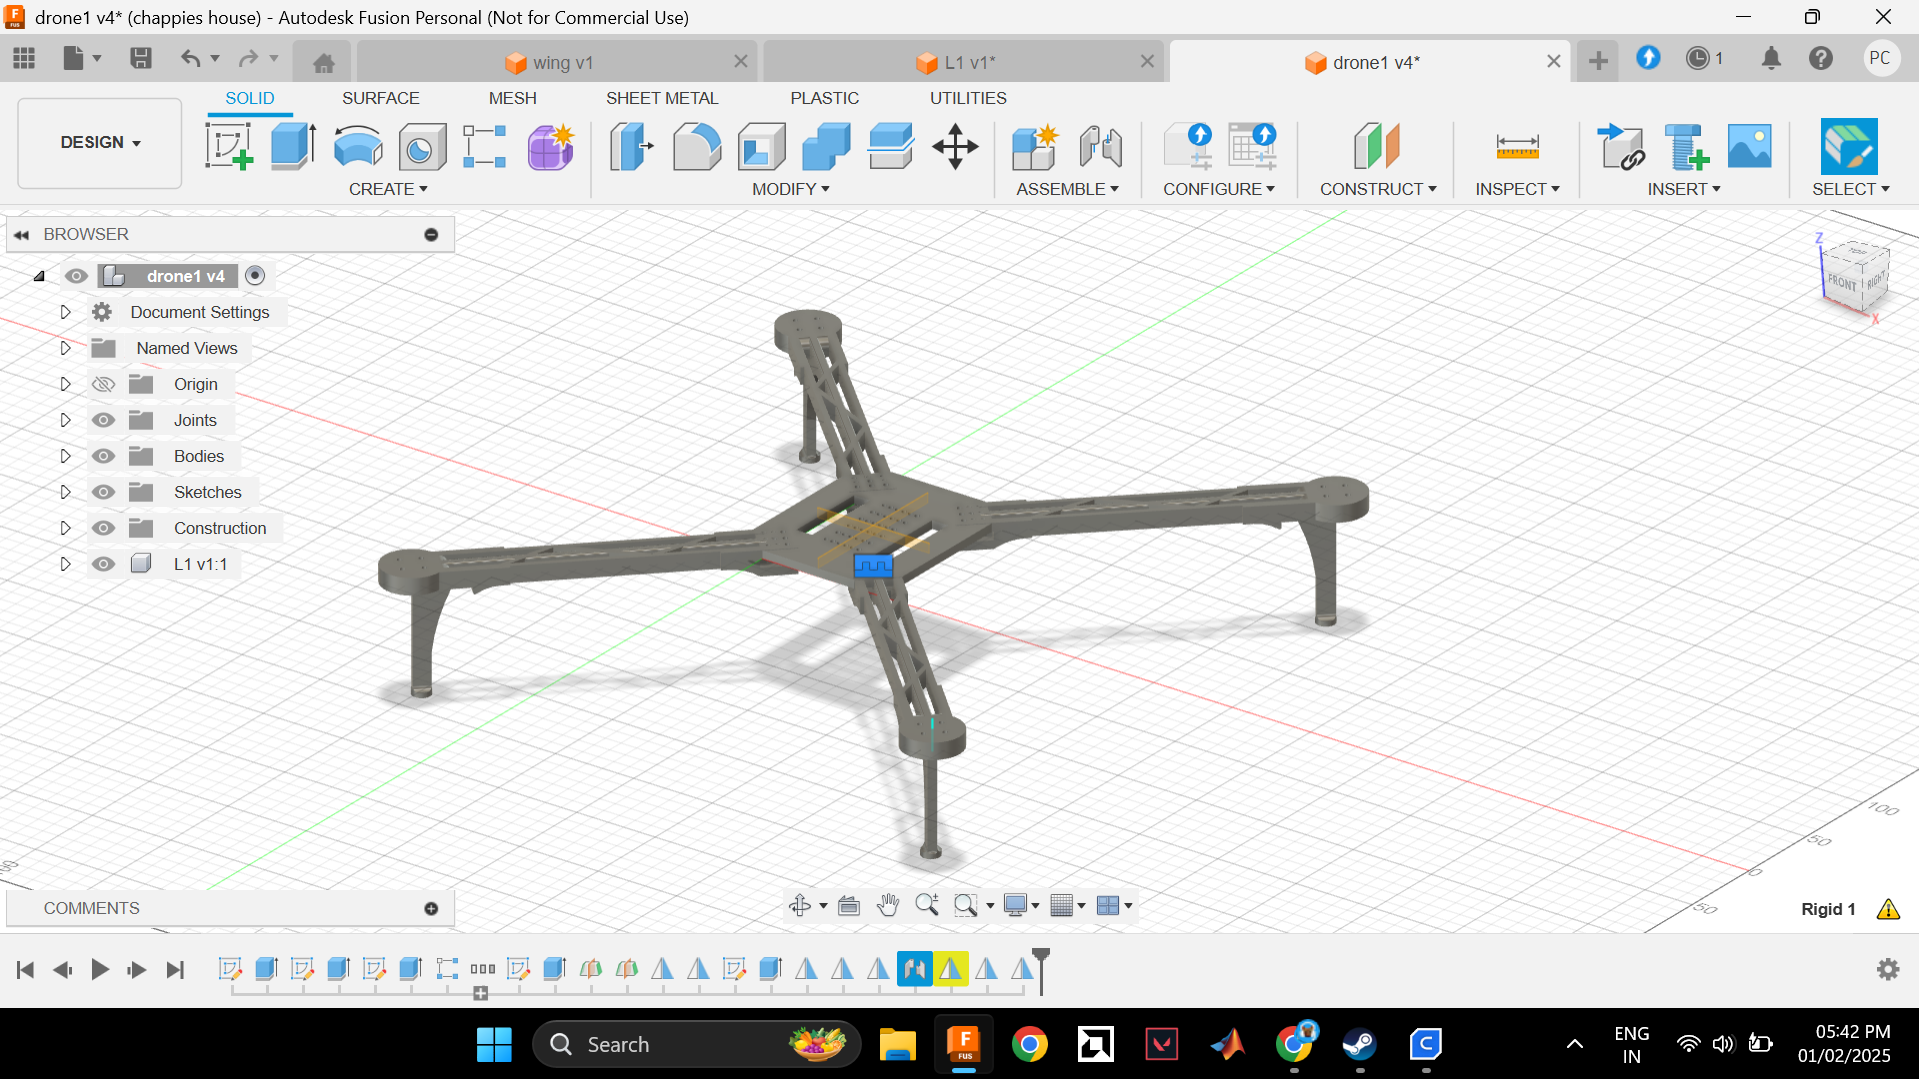 drone1 v4* (chappies house) - Autodesk Fusion Personal (Not for Commercial Use)
wing v1
L1 v1*
drone1 v4*
1
PC
DESIGN
SOLID
SURFACE
MESH
SHEET METAL
PLASTIC
UTILITIES
CREATE
MODIFY
ASSEMBLE
CONFIGURE
CONSTRUCT
INSPECT
INSERT
SELECT
BROWSER
drone1 v4
Document Settings
Named Views
Origin
Joints
Bodies
Sketches
Construction
L1 v1:1
Z
TOP
FRONT
RIGHT
X
100
50
0
50
COMMENTS
Rigid 1
Search
F
FUS
C
ENG
IN
05:42 PM
01/02/2025